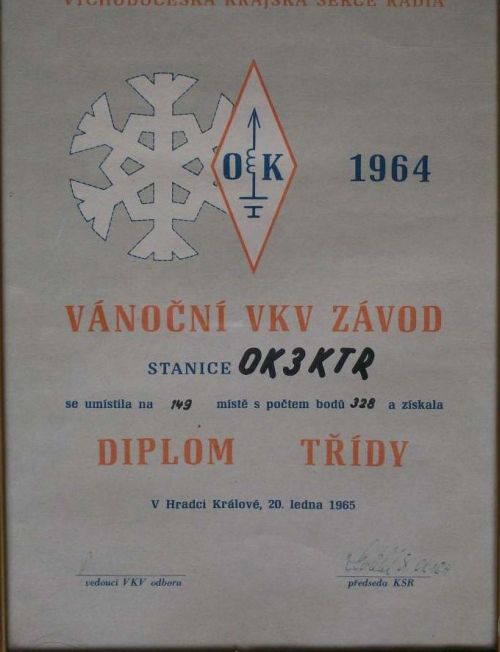 VÝCHODOČESKÁ KRAJSKÁ SEKCE RADIA
OK 1964
VÁNOČNÍ VKV ZÁVOD
STANICE OK3KTR
se umístila na 149 místě s počtem bodů 328 a získala
DIPLOM TŘÍDY
V Hradci Králové, 20. ledna 1965
vedoucí VKV odboru
předseda KSR